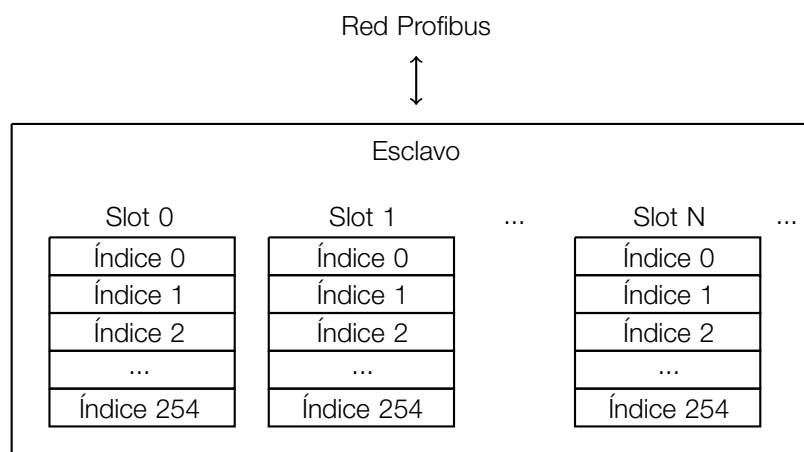 Red Profibus
Esclavo
Slot 0 Slot 1 ... Slot N ...
Índice 0 Índice 0 Índice 0
Índice 1 Índice 1 Índice 1
Índice 2 Índice 2 Índice 2
... ... ...
Índice 254 Índice 254 Índice 254